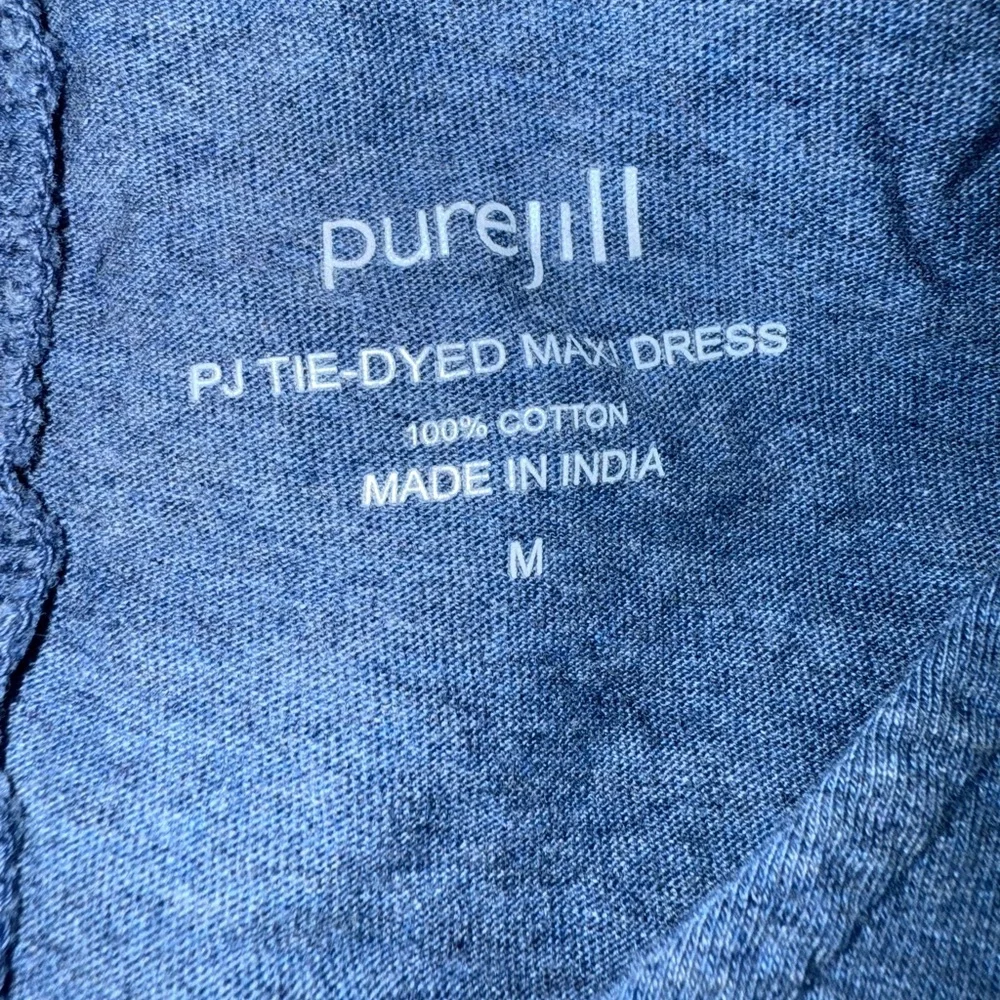 purejill
PJ TIE-DYED MAXI DRESS
100% COTTON
MADE IN INDIA
M